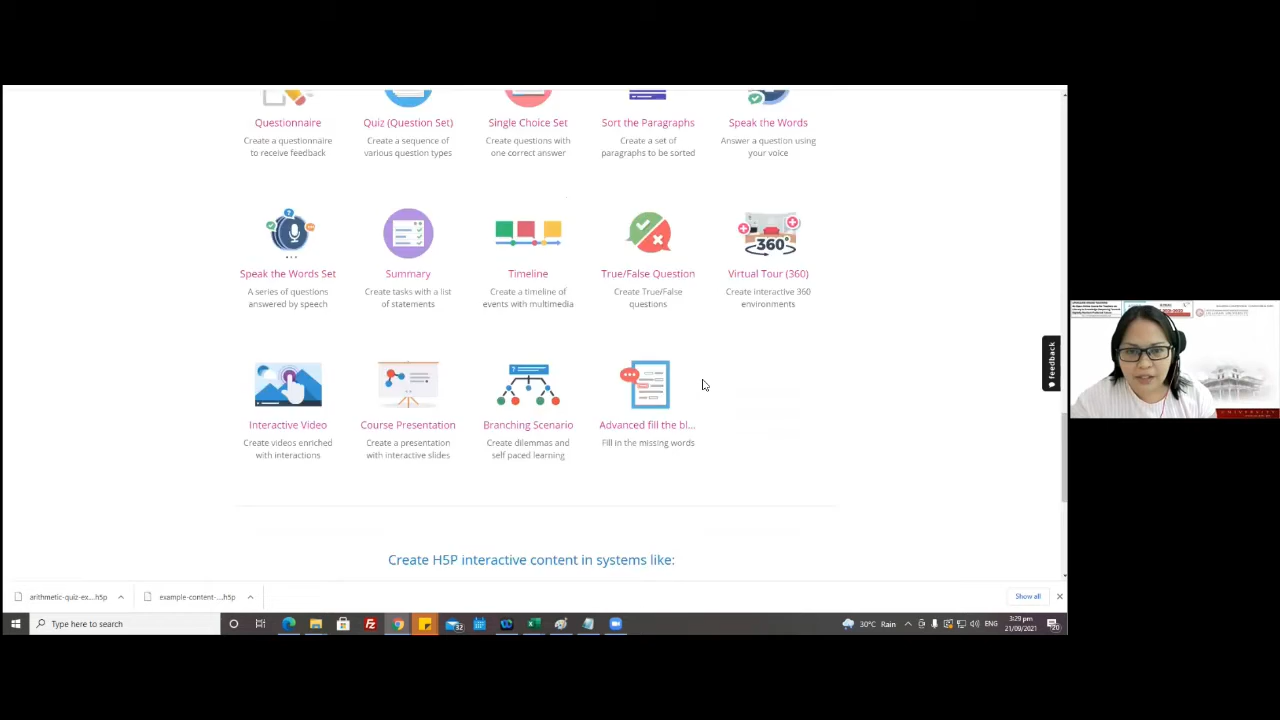 Questionnaire
Create a questionnaire
to receive feedback
Quiz (Question Set)
Create a sequence of
various question types
Single Choice Set
Create questions with
one correct answer
Sort the Paragraphs
Create a set of
paragraphs to be sorted
Speak the Words
Answer a question using
your voice
Speak the Words Set
A series of questions
answered by speech
Summary
Create tasks with a list
of statements
Timeline
Create a timeline of
events with multimedia
True/False Question
Create True/False
questions
360°
Virtual Tour (360)
Create interactive 360
environments
Interactive Video
Create videos enriched
with interactions
Course Presentation
Create a presentation
with interactive slides
Branching Scenario
Create dilemmas and
self paced learning
Advanced fill the bl...
Fill in the missing words
feedback
Create H5P interactive content in systems like:
arithmetic-quiz-ex....h5p
example-content-....h5p
Show all
Type here to search
32
30°C Rain
ENG
3:29 pm
21/09/2021
20
UNIVERSITY